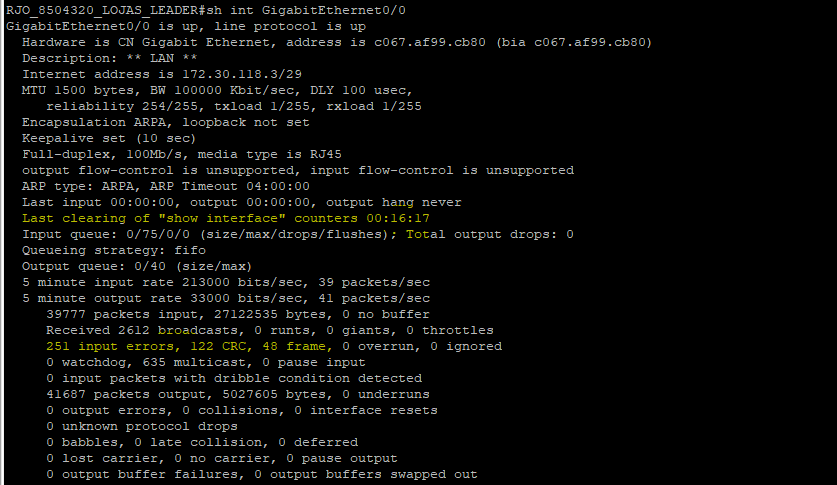 RJO_8504320_LOJAS_LEADER#sh int GigabitEthernet0/0
GigabitEthernet0/0 is up, line protocol is up
Hardware is CN Gigabit Ethernet, address is c067.af99.cb80 (bia c067.af99.cb80)
Description: ** LAN **
Internet address is 172.30.118.3/29
MTU 1500 bytes, BW 100000 Kbit/sec, DLY 100 usec,
reliability 254/255, txload 1/255, rxload 1/255
Encapsulation ARPA, loopback not set
Keepalive set (10 sec)
Full-duplex, 100Mb/s, media type is RJ45
output flow-control is unsupported, input flow-control is unsupported
ARP type: ARPA, ARP Timeout 04:00:00
Last input 00:00:00, output 00:00:00, output hang never
Last clearing of "show interface" counters 00:16:17
Input queue: 0/75/0/0 (size/max/drops/flushes); Total output drops: 0
Queueing strategy: fifo
Output queue: 0/40 (size/max)
5 minute input rate 213000 bits/sec, 39 packets/sec
5 minute output rate 33000 bits/sec, 41 packets/sec
39777 packets input, 27122535 bytes, 0 no buffer
Received 2612 broadcasts, 0 runts, 0 giants, 0 throttles
251 input errors, 122 CRC, 48 frame, 0 overrun, 0 ignored
0 watchdog, 635 multicast, 0 pause input
0 input packets with dribble condition detected
41687 packets output, 5027605 bytes, 0 underruns
0 output errors, 0 collisions, 0 interface resets
0 unknown protocol drops
0 babbles, 0 late collision, 0 deferred
0 lost carrier, 0 no carrier, 0 pause output
0 output buffer failures, 0 output buffers swapped out